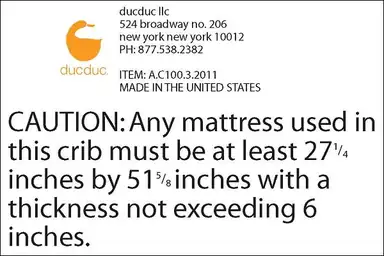 ducduc llc
524 broadway no. 206
new york new york 10012
PH: 877.538.2382
ducduc.
ITEM: A.C100.3.2011
MADE IN THE UNITED STATES
CAUTION: Any mattress used in
this crib must be at least 27 1/4
inches by 51 5/8 inches with a
thickness not exceeding 6
inches.